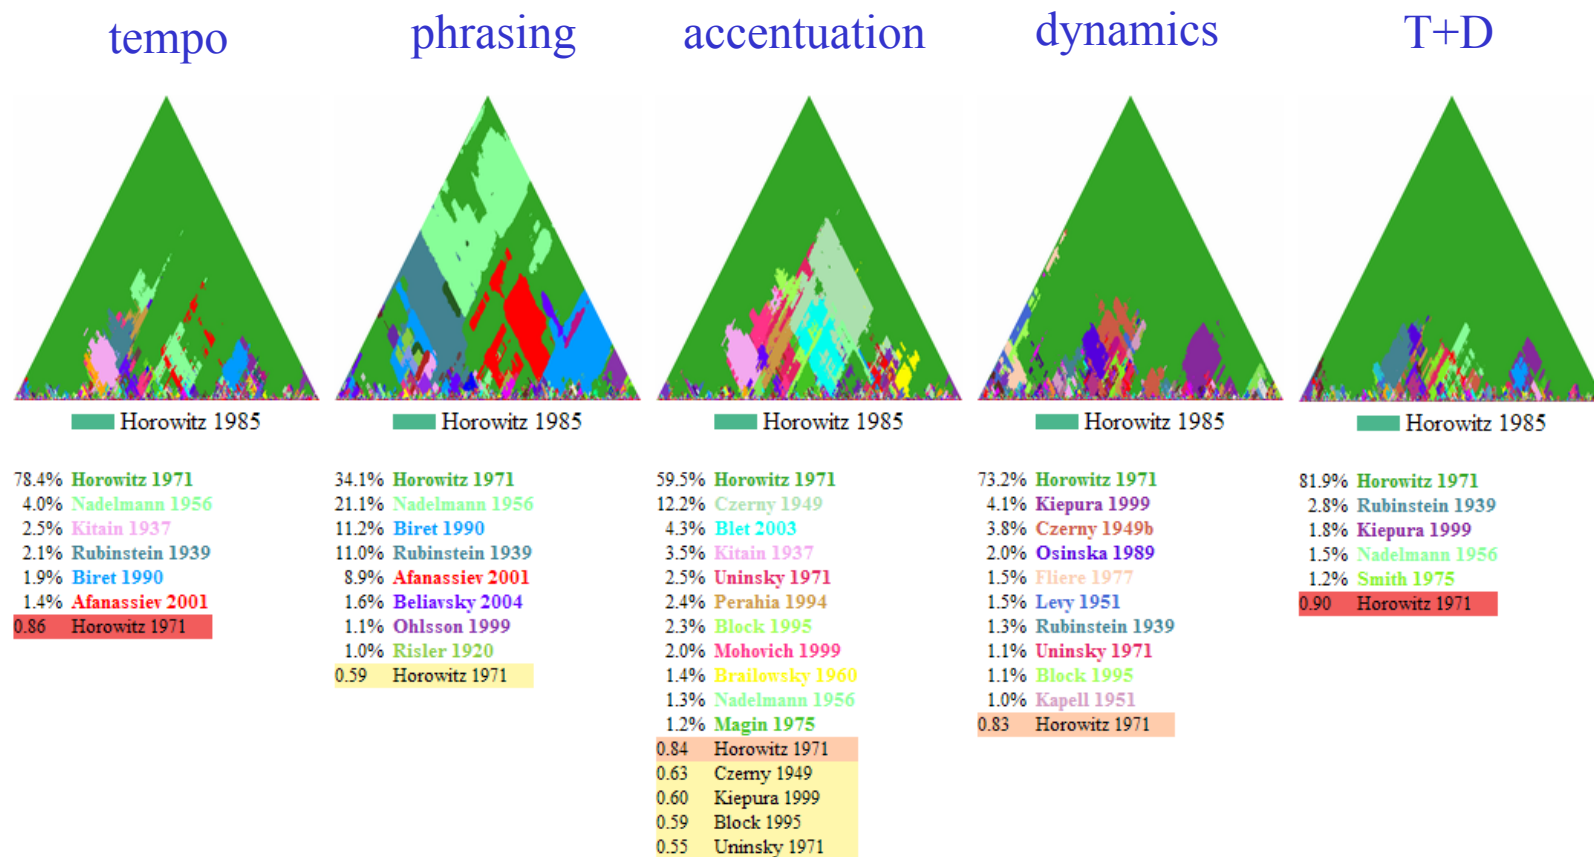 tempo
phrasing
accentuation
dynamics
T+D
Horowitz 1985
Horowitz 1985
Horowitz 1985
Horowitz 1985
Horowitz 1985
78.4% Horowitz 1971
4.0% Nadelmann 1956
2.5% Kitain 1937
2.1% Rubinstein 1939
1.9% Biret 1990
1.4% Afanassiev 2001
0.86 Horowitz 1971
34.1% Horowitz 1971
21.1% Nadelmann 1956
11.2% Biret 1990
11.0% Rubinstein 1939
8.9% Afanassiev 2001
1.6% Beliavsky 2004
1.1% Ohlsson 1999
1.0% Risler 1920
0.59 Horowitz 1971
59.5% Horowitz 1971
12.2% Czerny 1949
4.3% Blet 2003
3.5% Kitain 1937
2.5% Uninsky 1971
2.4% Perahia 1994
2.3% Block 1995
2.0% Mohovich 1999
1.4% Brailowsky 1960
1.3% Nadelmann 1956
1.2% Magin 1975
0.84 Horowitz 1971
0.63 Czerny 1949
0.60 Kiepura 1999
0.59 Block 1995
0.55 Uninsky 1971
73.2% Horowitz 1971
4.1% Kiepura 1999
3.8% Czerny 1949b
2.0% Osinska 1989
1.5% Fliere 1977
1.5% Levy 1951
1.3% Rubinstein 1939
1.1% Uninsky 1971
1.1% Block 1995
1.0% Kapell 1951
0.83 Horowitz 1971
81.9% Horowitz 1971
2.8% Rubinstein 1939
1.8% Kiepura 1999
1.5% Nadelmann 1956
1.2% Smith 1975
0.90 Horowitz 1971